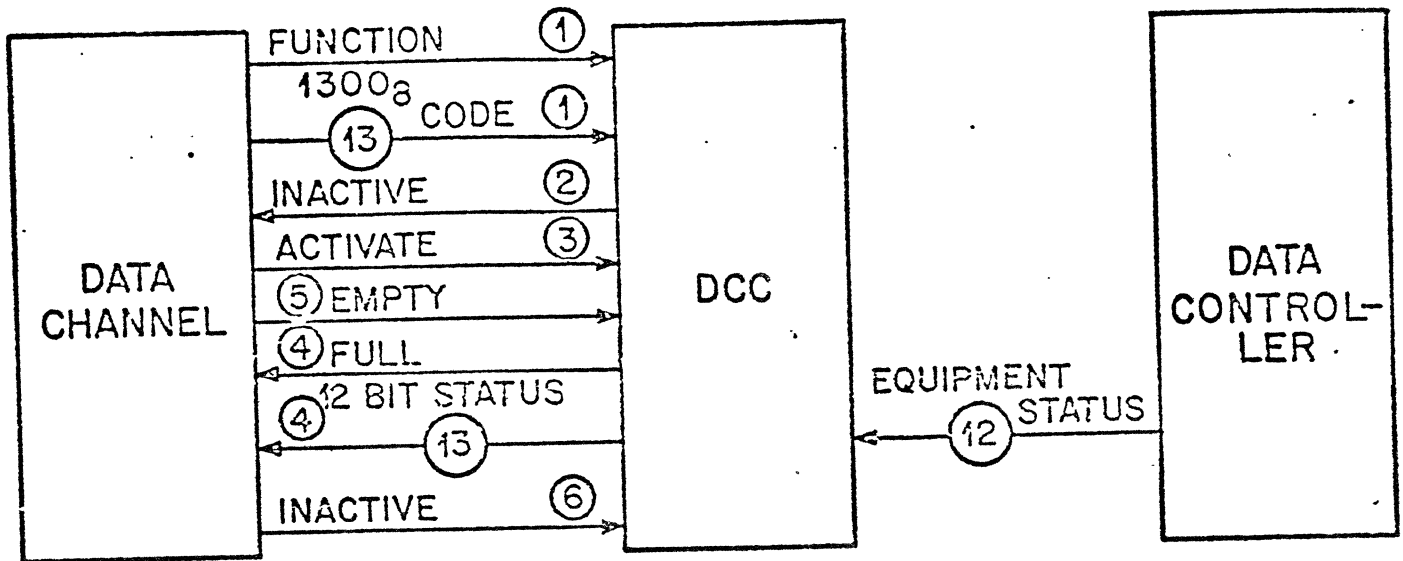 FUNCTION ①
1300₈
⑬ CODE ①
INACTIVE ②
ACTIVATE ③
⑤ EMPTY
④ FULL
12 BIT STATUS
④ ⑬
INACTIVE ⑥
DATA
CHANNEL
DCC
EQUIPMENT
STATUS
⑫
DATA
CONTROL-
LER